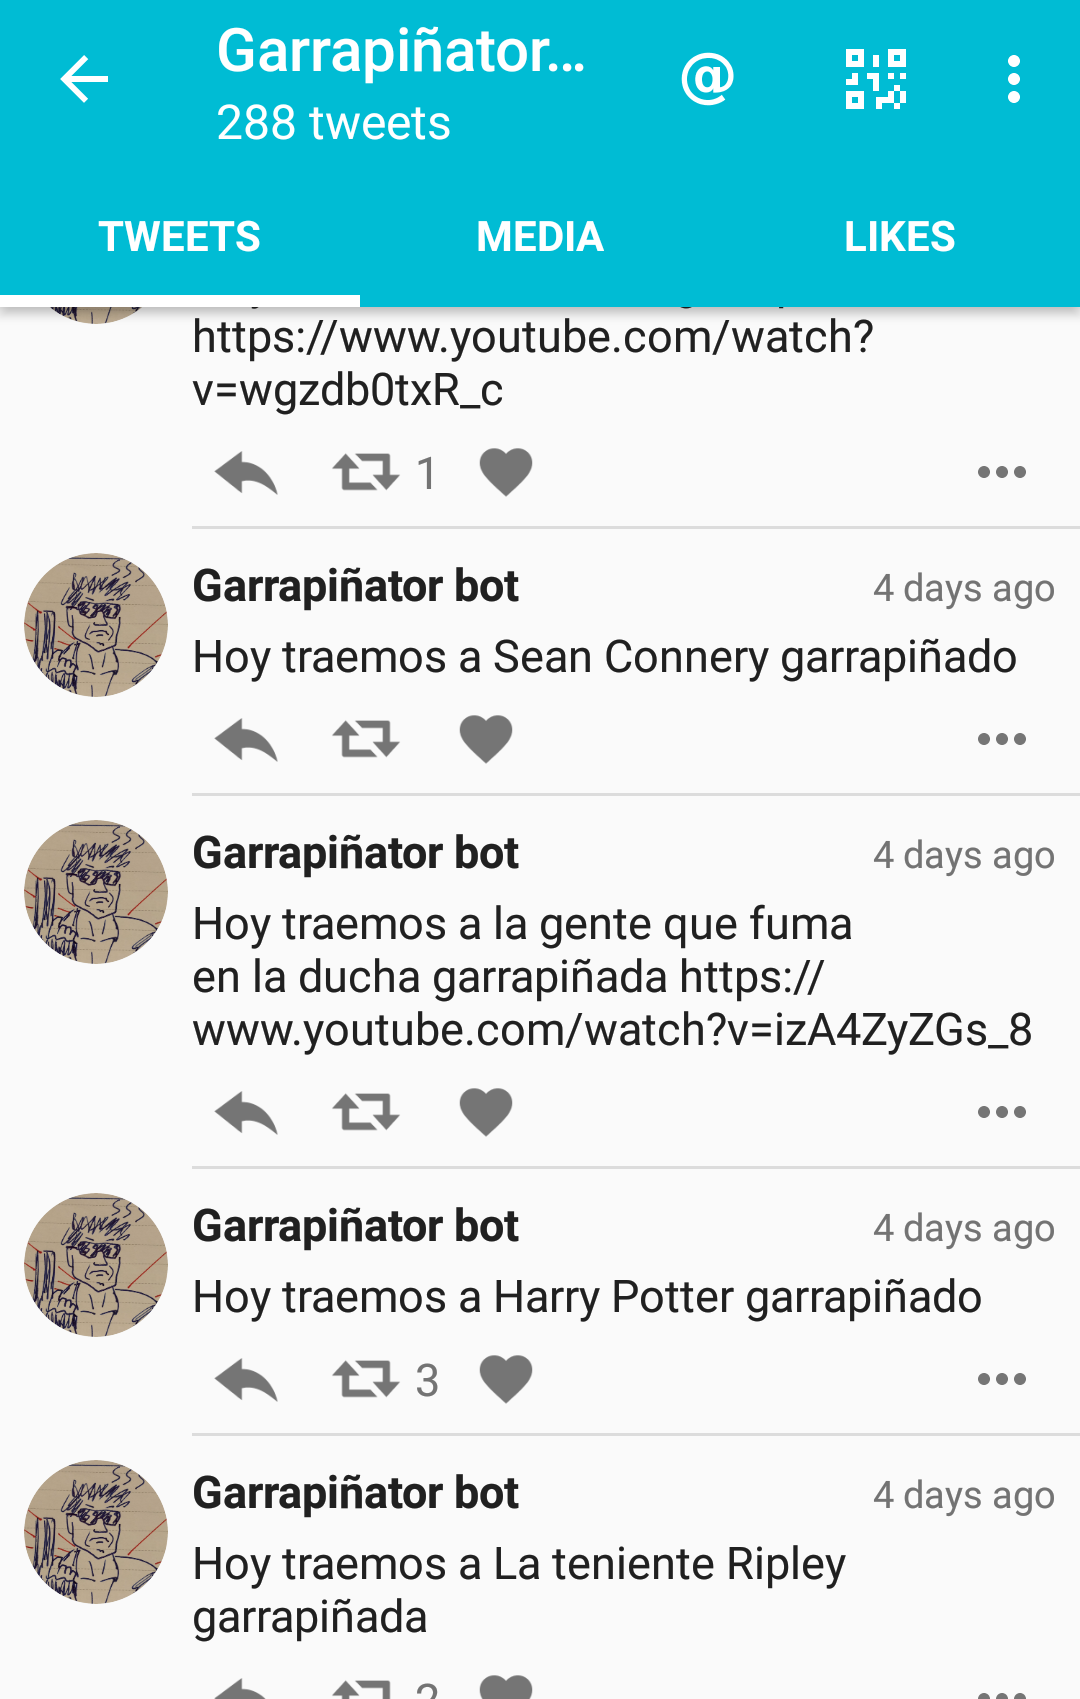 Garrapiñator...
288 tweets
TWEETS
MEDIA
LIKES
https://www.youtube.com/watch?
v=wgzdb0txR_c
1
Garrapiñator bot
4 days ago
Hoy traemos a Sean Connery garrapiñado
Garrapiñator bot
4 days ago
Hoy traemos a la gente que fuma
en la ducha garrapiñada https://
www.youtube.com/watch?v=izA4ZyZGs_8
Garrapiñator bot
4 days ago
Hoy traemos a Harry Potter garrapiñado
3
Garrapiñator bot
4 days ago
Hoy traemos a La teniente Ripley
garrapiñada